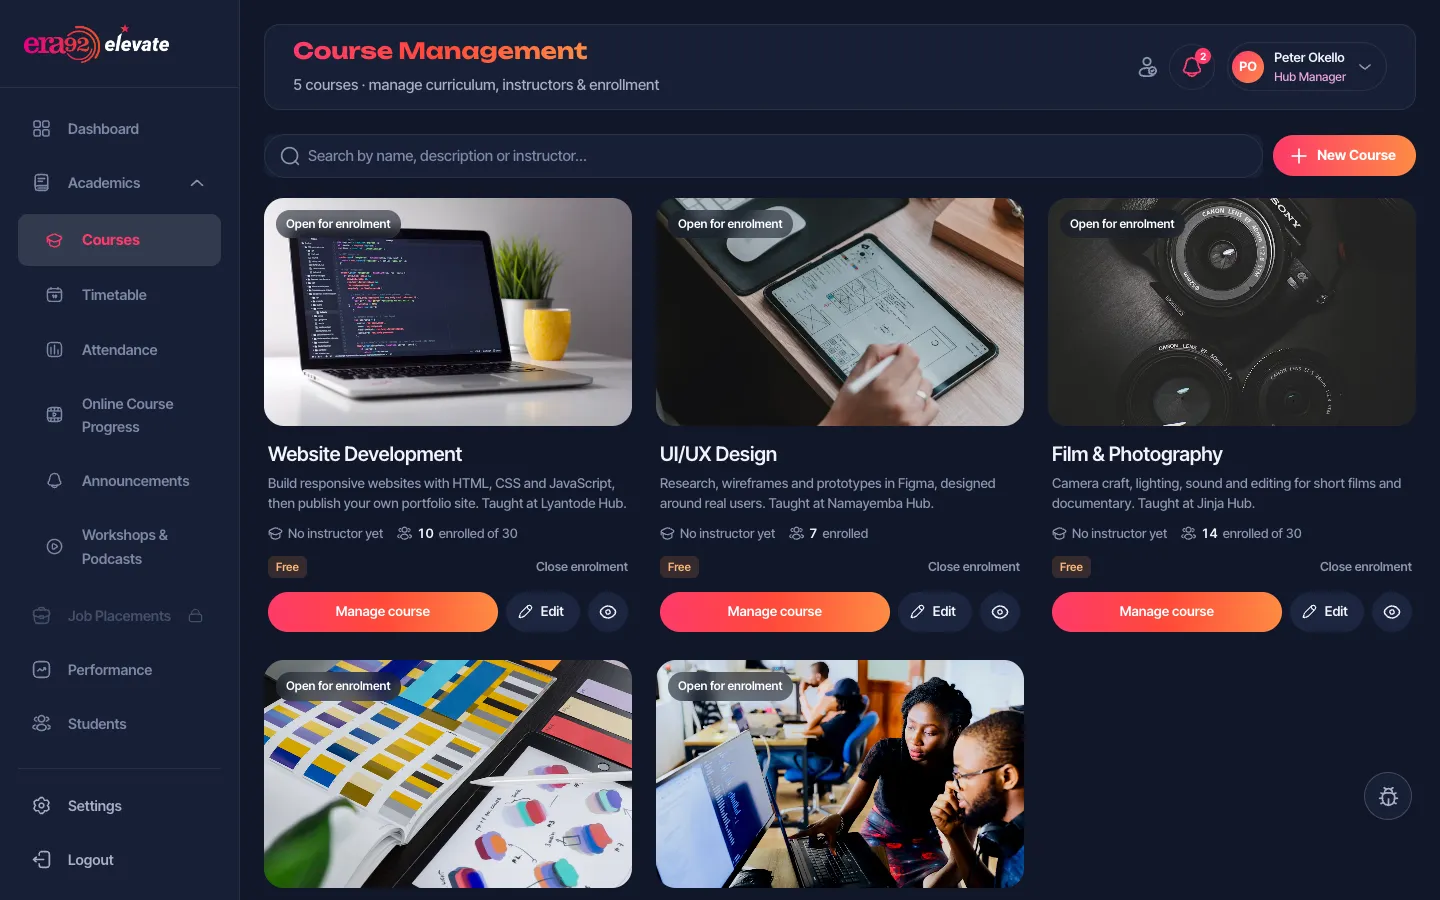 era92 elevate
Dashboard
Academics
Courses
Timetable
Attendance
Online Course
Progress
Announcements
Workshops &
Podcasts
Job Placements
Performance
Students
Settings
Logout
Course Management
5 courses · manage curriculum, instructors & enrollment
2
PO
Peter Okello
Hub Manager
Search by name, description or instructor...
New Course
Open for enrolment
Website Development
Build responsive websites with HTML, CSS and JavaScript,
then publish your own portfolio site. Taught at Lyantode Hub.
No instructor yet 10 enrolled of 30
Free Close enrolment
Manage course Edit
Open for enrolment
UI/UX Design
Research, wireframes and prototypes in Figma, designed
around real users. Taught at Namayemba Hub.
No instructor yet 7 enrolled
Free Close enrolment
Manage course Edit
Open for enrolment
SONY
Film & Photography
Camera craft, lighting, sound and editing for short films and
documentary. Taught at Jinja Hub.
No instructor yet 14 enrolled of 30
Free Close enrolment
Manage course Edit
Open for enrolment
Open for enrolment